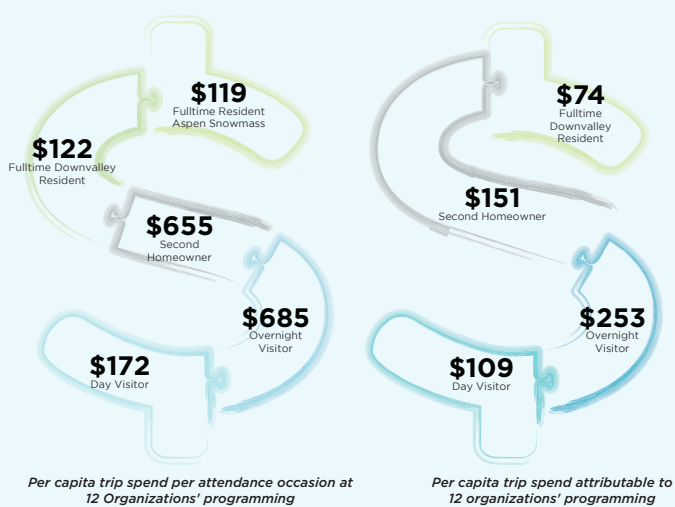 $119
Fulltime Resident
Aspen Snowmass
$122
Fulltime Downvalley
Resident
$655
Second
Homeowner
$685
Overnight
Visitor
$172
Day Visitor
Per capita trip spend per attendance occasion at
12 Organizations' programming
$74
Fulltime
Downvalley
Resident
$151
Second Homeowner
$253
Overnight
Visitor
$109
Day Visitor
Per capita trip spend attributable to
12 organizations' programming